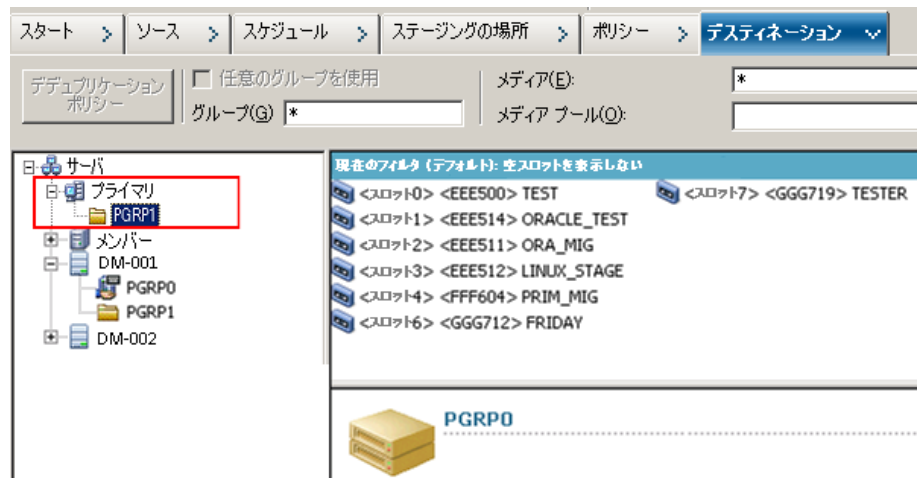 スタート ソース スケジュール ステージングの場所 ポリシー デスティネーション
デデュプリケーション
ポリシー
任意のグループを使用
グループ(G) *
メディア(E): *
メディア プール(O):
サーバ
プライマリ
PGRP1
メンバー
DM-001
PGRP0
PGRP1
DM-002
現在のフィルタ (デフォルト): 空スロットを表示しない
<スロット0> <EEE500> TEST
<スロット1> <EEE514> ORACLE_TEST
<スロット2> <EEE511> ORA_MIG
<スロット3> <EEE512> LINUX_STAGE
<スロット4> <FFF604> PRIM_MIG
<スロット6> <GGG712> FRIDAY
<スロット7> <GGG719> TESTER
PGRP0